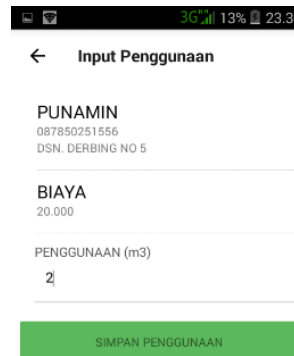 3G 13% 23.3
Input Penggunaan
PUNAMIN
087850251556
DSN. DERBING NO 5
BIAYA
20.000
PENGGUNAAN (m3)
2
SIMPAN PENGGUNAAN